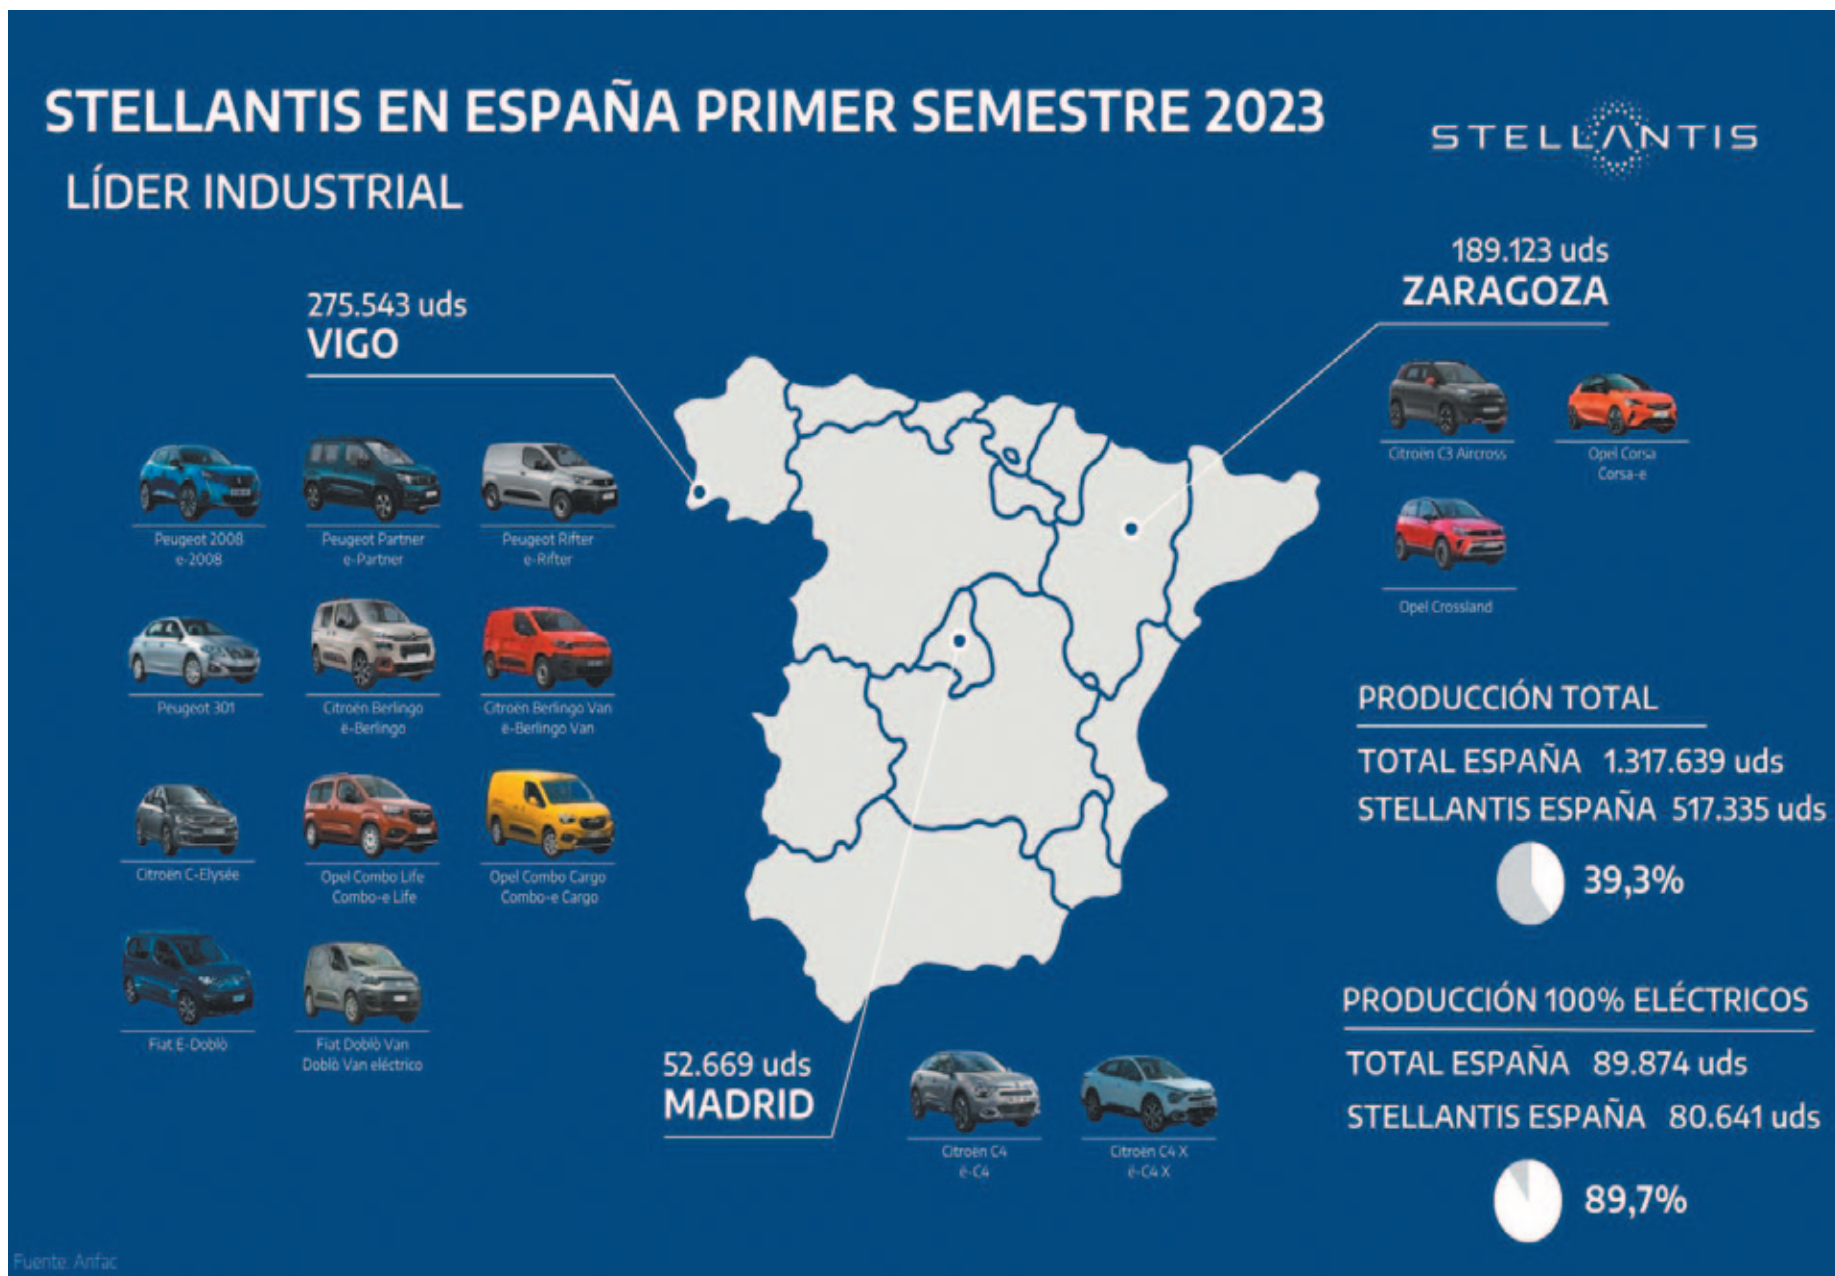 STELLANTIS EN ESPAÑA PRIMER SEMESTRE 2023
LÍDER INDUSTRIAL
STELLANTIS
275.543 uds
VIGO
Peugeot 2008
e-2008
Peugeot Partner
e-Partner
Peugeot Rifter
e-Rifter
Peugeot 301
Citroën Berlingo
ë-Berlingo
Citroën Berlingo Van
ë-Berlingo Van
Citroën C-Elysée
Opel Combo Life
Combo-e Life
Opel Combo Cargo
Combo-e Cargo
Fiat E-Doblò
Fiat Doblò Van
Doblò Van eléctrico
189.123 uds
ZARAGOZA
Citroën C3 Aircross
Opel Corsa
Corsa-e
Opel Crossland
52.669 uds
MADRID
Citroën C4
ë-C4
Citroën C4 X
ë-C4 X
PRODUCCIÓN TOTAL
TOTAL ESPAÑA 1.317.639 uds
STELLANTIS ESPAÑA 517.335 uds
39,3%
PRODUCCIÓN 100% ELÉCTRICOS
TOTAL ESPAÑA 89.874 uds
STELLANTIS ESPAÑA 80.641 uds
89,7%
Fuente: Anfac